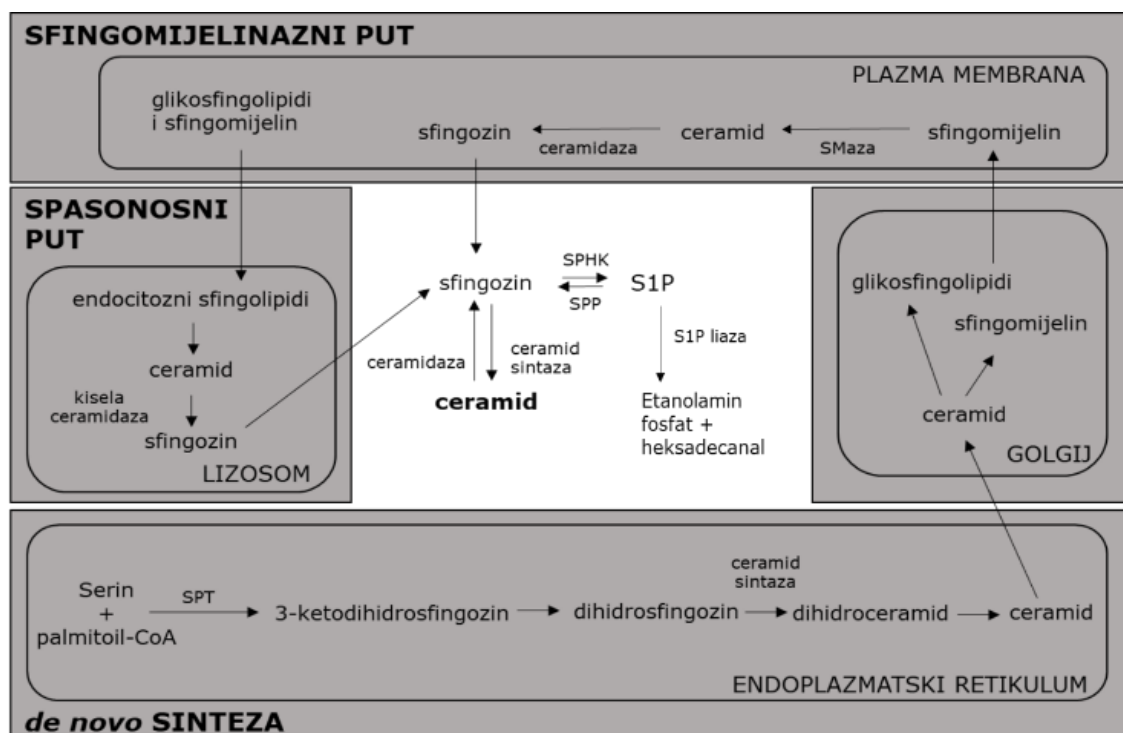 SFINGOMIJELINAZNI PUT
PLAZMA MEMBRANA
glikosfingolipidi
i sfingomijelin
sfingozin
ceramidaza
ceramid
SMaza
sfingomijelin
SPASONOSNI
PUT
endocitozni sfingolipidi
ceramid
kisela
ceramidaza
sfingozin
LIZOSOM
sfingozin
SPHK
SPP
S1P
ceramidaza
ceramid
sintaza
S1P liaza
ceramid
Etanolamin
fosfat +
heksadecanal
glikosfingolipidi
sfingomijelin
ceramid
GOLGIJ
Serin
+
palmitoil-CoA
SPT
3-ketodihidrosfingozin
dihidrosfingozin
ceramid
sintaza
dihidroceramid
ceramid
ENDOPLAZMATSKI RETIKULUM
de novo SINTEZA